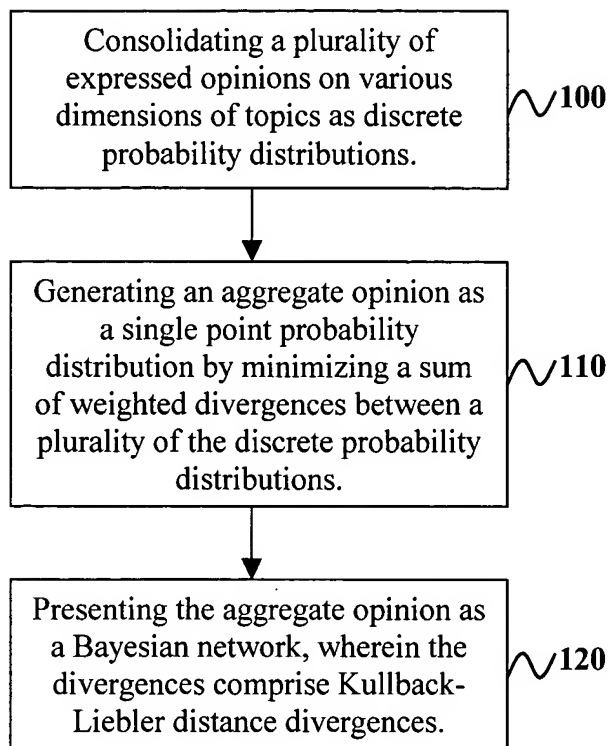 Consolidating a plurality of
expressed opinions on various
dimensions of topics as discrete
probability distributions.
100
Generating an aggregate opinion as
a single point probability
distribution by minimizing a sum
of weighted divergences between a
plurality of the discrete probability
distributions.
110
Presenting the aggregate opinion as
a Bayesian network, wherein the
divergences comprise Kullback-
Liebler distance divergences.
120